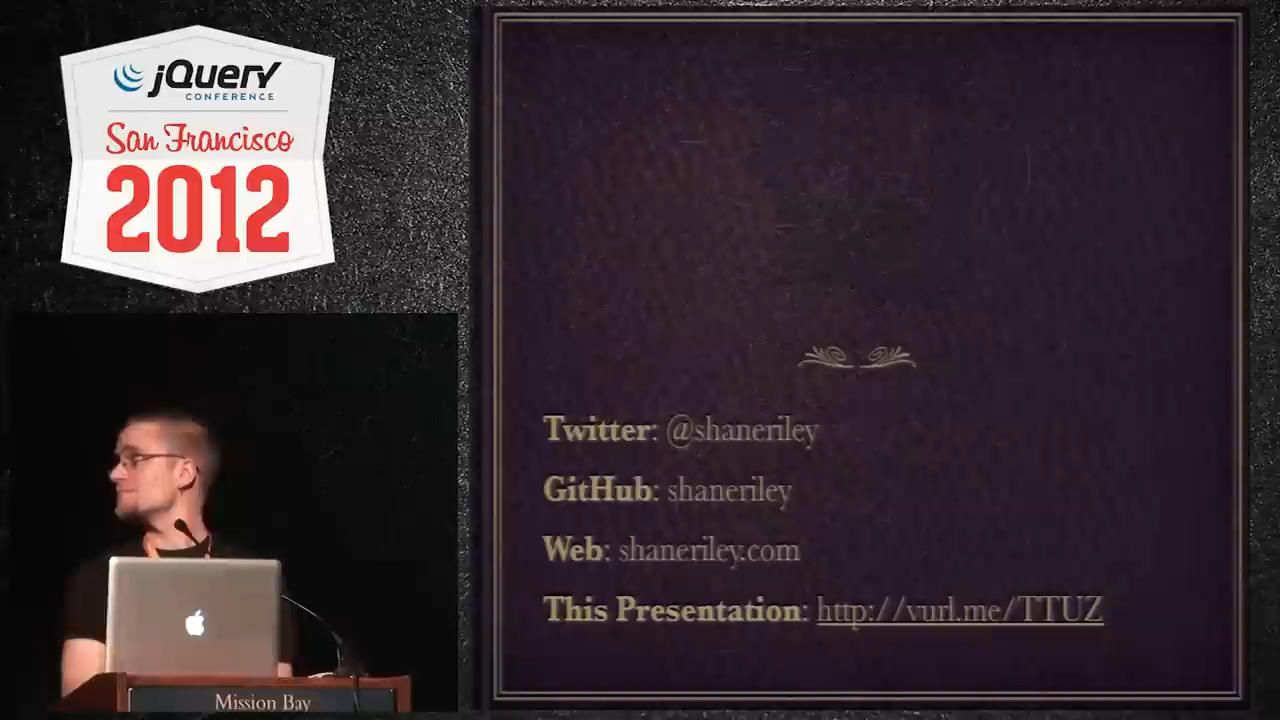 jQuery
CONFERENCE
San Francisco
2012
Twitter: @shaneriley
GitHub: shaneriley
Web: shaneriley.com
This Presentation: http://vurl.me/TTUZ
Mission Bay